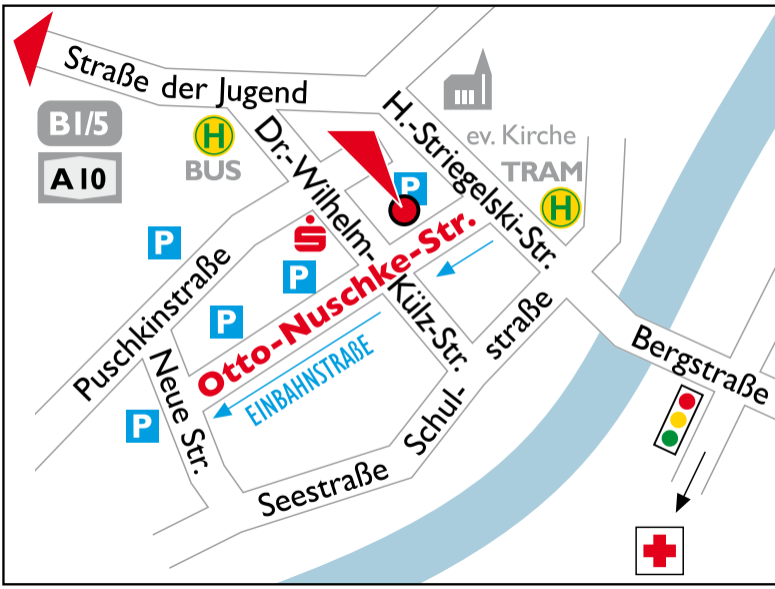 Straße der Jugend
B1/5
A10
H
BUS
Dr.-Wilhelm-
Külz-Str.
H.-Striegelski-Str.
ev. Kirche
TRAM
H
P
P
P
P
P
Otto-Nuschke-Str.
EINBAHNSTRAßE
Puschkinstraße
Neue Str.
Schul-
straße
Seestraße
Bergstraße